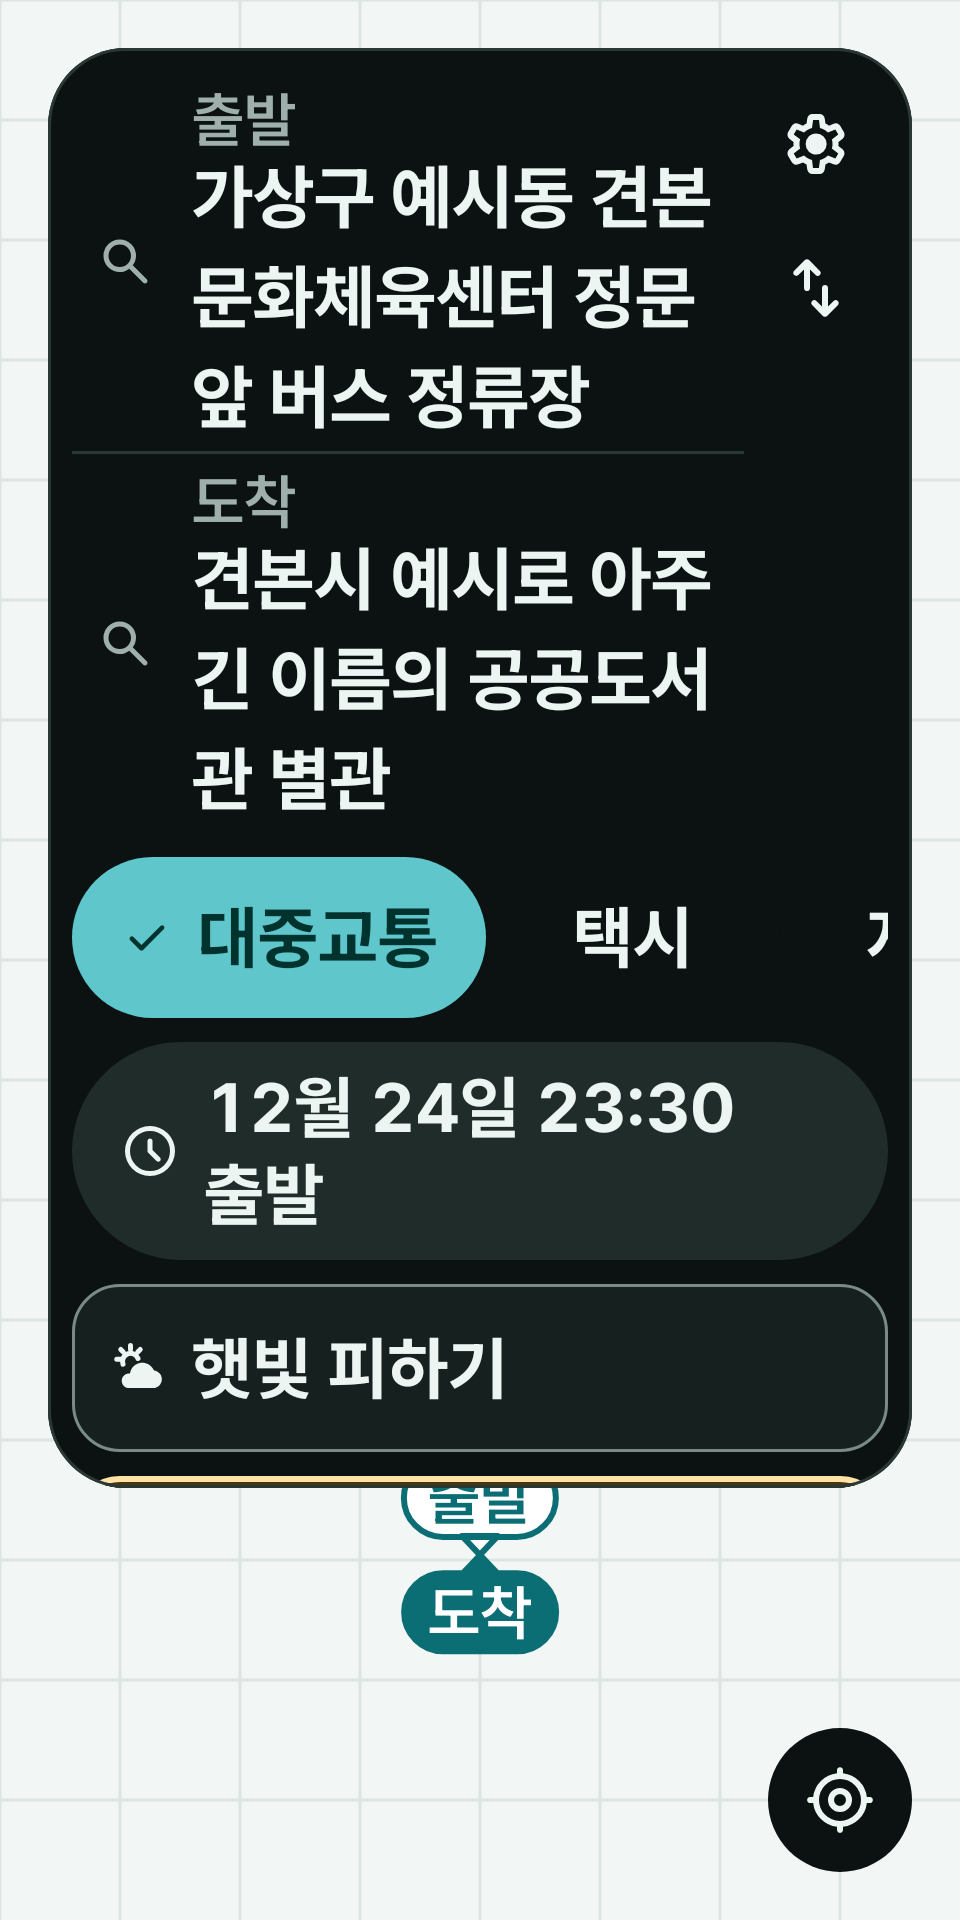 출발
가상구 예시동 견본
문화체육센터 정문
앞 버스 정류장
도착
견본시 예시로 아주
긴 이름의 공공도서
관 별관
대중교통 택시
12월 24일 23:30
출발
햇빛 피하기
출발
도착